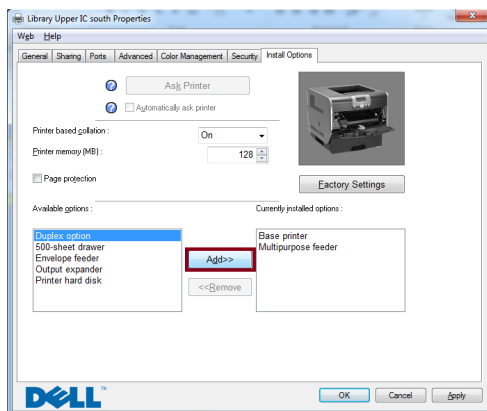 Library Upper IC south Properties
Web Help
General Sharing Ports Advanced Color Management Security Install Options
Ask Printer
Automatically ask printer
Printer based collation :
On
Printer memory (MB) :
128
Page protection
Factory Settings
Available options :
Currently installed options :
Duplex option
500-sheet drawer
Envelope feeder
Output expander
Printer hard disk
Add>>
<<Remove
Base printer
Multipurpose feeder
DELL™
OK Cancel Apply